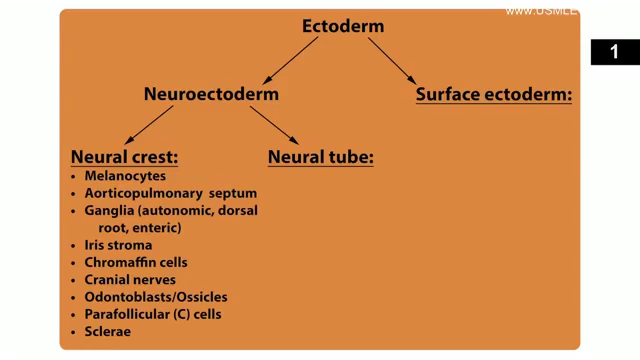 www.USMLE
Ectoderm
1
Neuroectoderm
Surface ectoderm:
Neural crest:
Neural tube:
• Melanocytes
• Aorticopulmonary septum
• Ganglia (autonomic, dorsal
root, enteric)
• Iris stroma
• Chromaffin cells
• Cranial nerves
• Odontoblasts/Ossicles
• Parafollicular (C) cells
• Sclerae